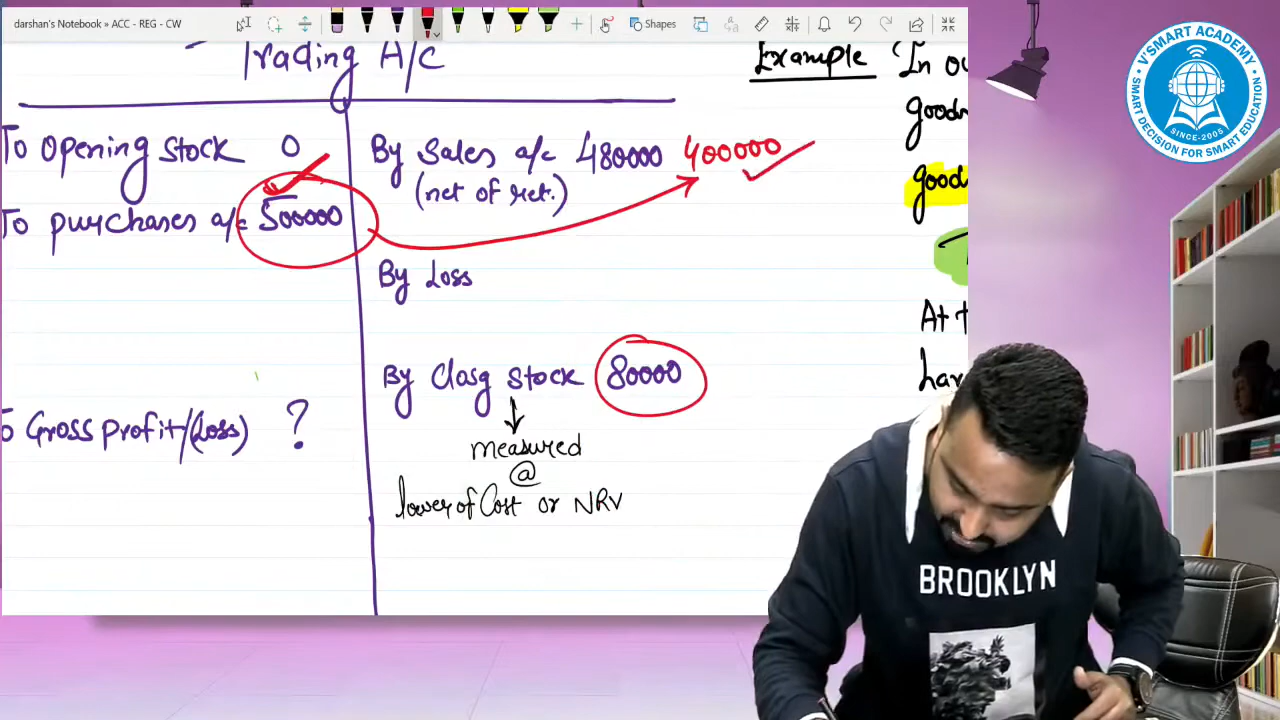 darshan's Notebook » ACC - REG - CW
Shapes
Trading A/c
To Opening stock 0
To purchases a/c 500000
To Gross profit/(Loss) ?
By Sales a/c 480000 400000
(net of ret.)
By Loss
By Closg stock 80000
measured
@
lower of Cost or NRV
Example
At
V'SMART ACADEMY
SMART DECISION FOR SMART EDUCATION
SINCE-2005
BROOKLYN